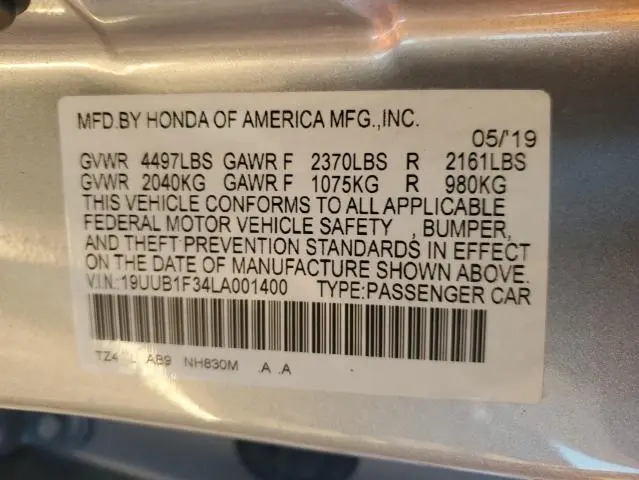 MFD.BY HONDA OF AMERICA MFG.,INC.
05/'19
GVWR 4497LBS GAWR F 2370LBS R 2161LBS
GVWR 2040KG GAWR F 1075KG R 980KG
THIS VEHICLE CONFORMS TO ALL APPLICABLE
FEDERAL MOTOR VEHICLE SAFETY , BUMPER,
AND THEFT PREVENTION STANDARDS IN EFFECT
ON THE DATE OF MANUFACTURE SHOWN ABOVE.
V.I.N.:19UUB1F34LA001400 TYPE:PASSENGER CAR
AB9 NH830M .A .A